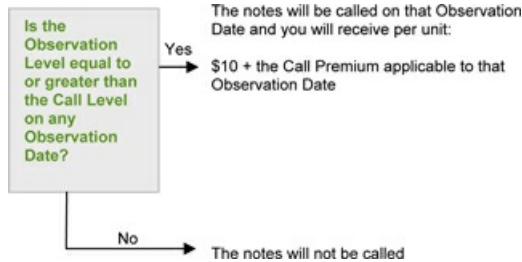 Is the
Observation
Level equal to
or greater than
the Call Level
on any
Observation
Date?
Yes
The notes will be called on that Observation
Date and you will receive per unit:
$10 + the Call Premium applicable to that
Observation Date
No
The notes will not be called